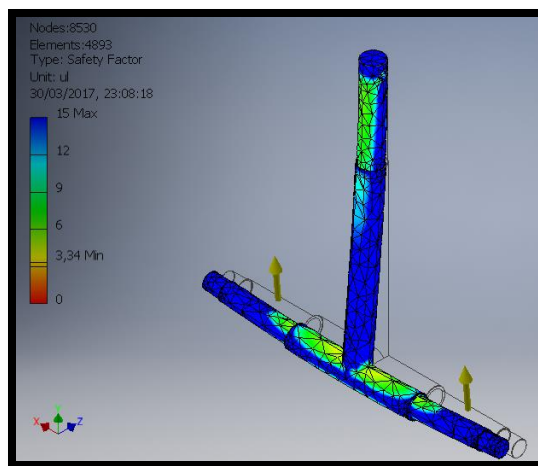 Nodes:8530
Elements:4893
Type: Safety Factor
Unit: ul
30/03/2017, 23:08:18
15 Max
12
9
6
3,34 Min
0
Y
X
Z